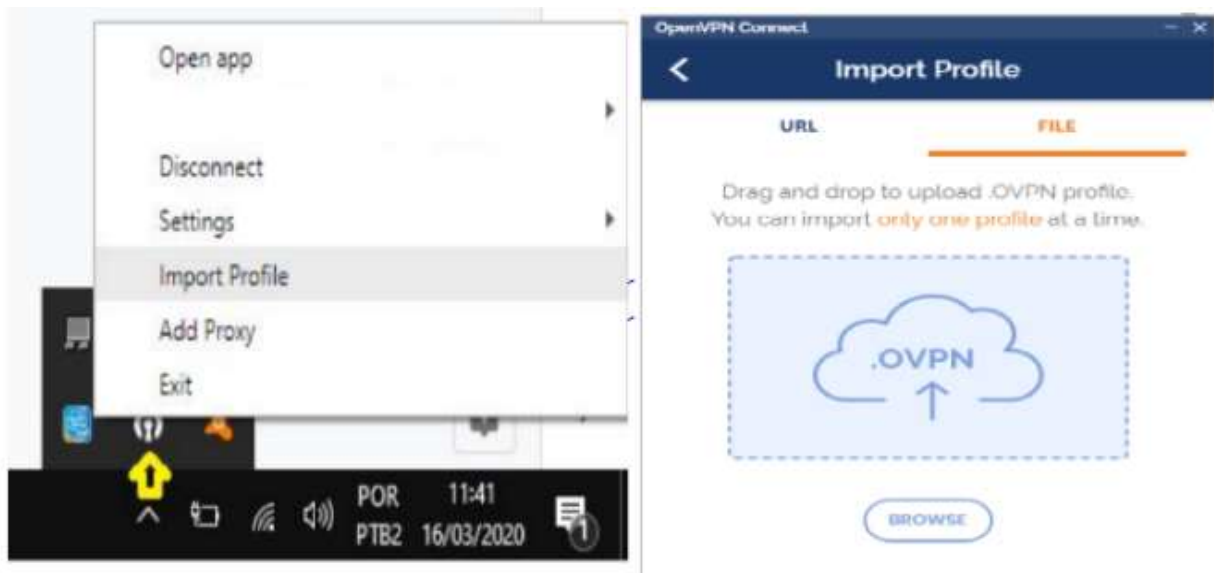 Open app
Disconnect
Settings
Import Profile
Add Proxy
Exit
POR
PTB2
11:41
16/03/2020
1
OpenVPN Connect
Import Profile
URL
FILE
Drag and drop to upload .OVPN profile.
You can import only one profile at a time.
.OVPN
BROWSE